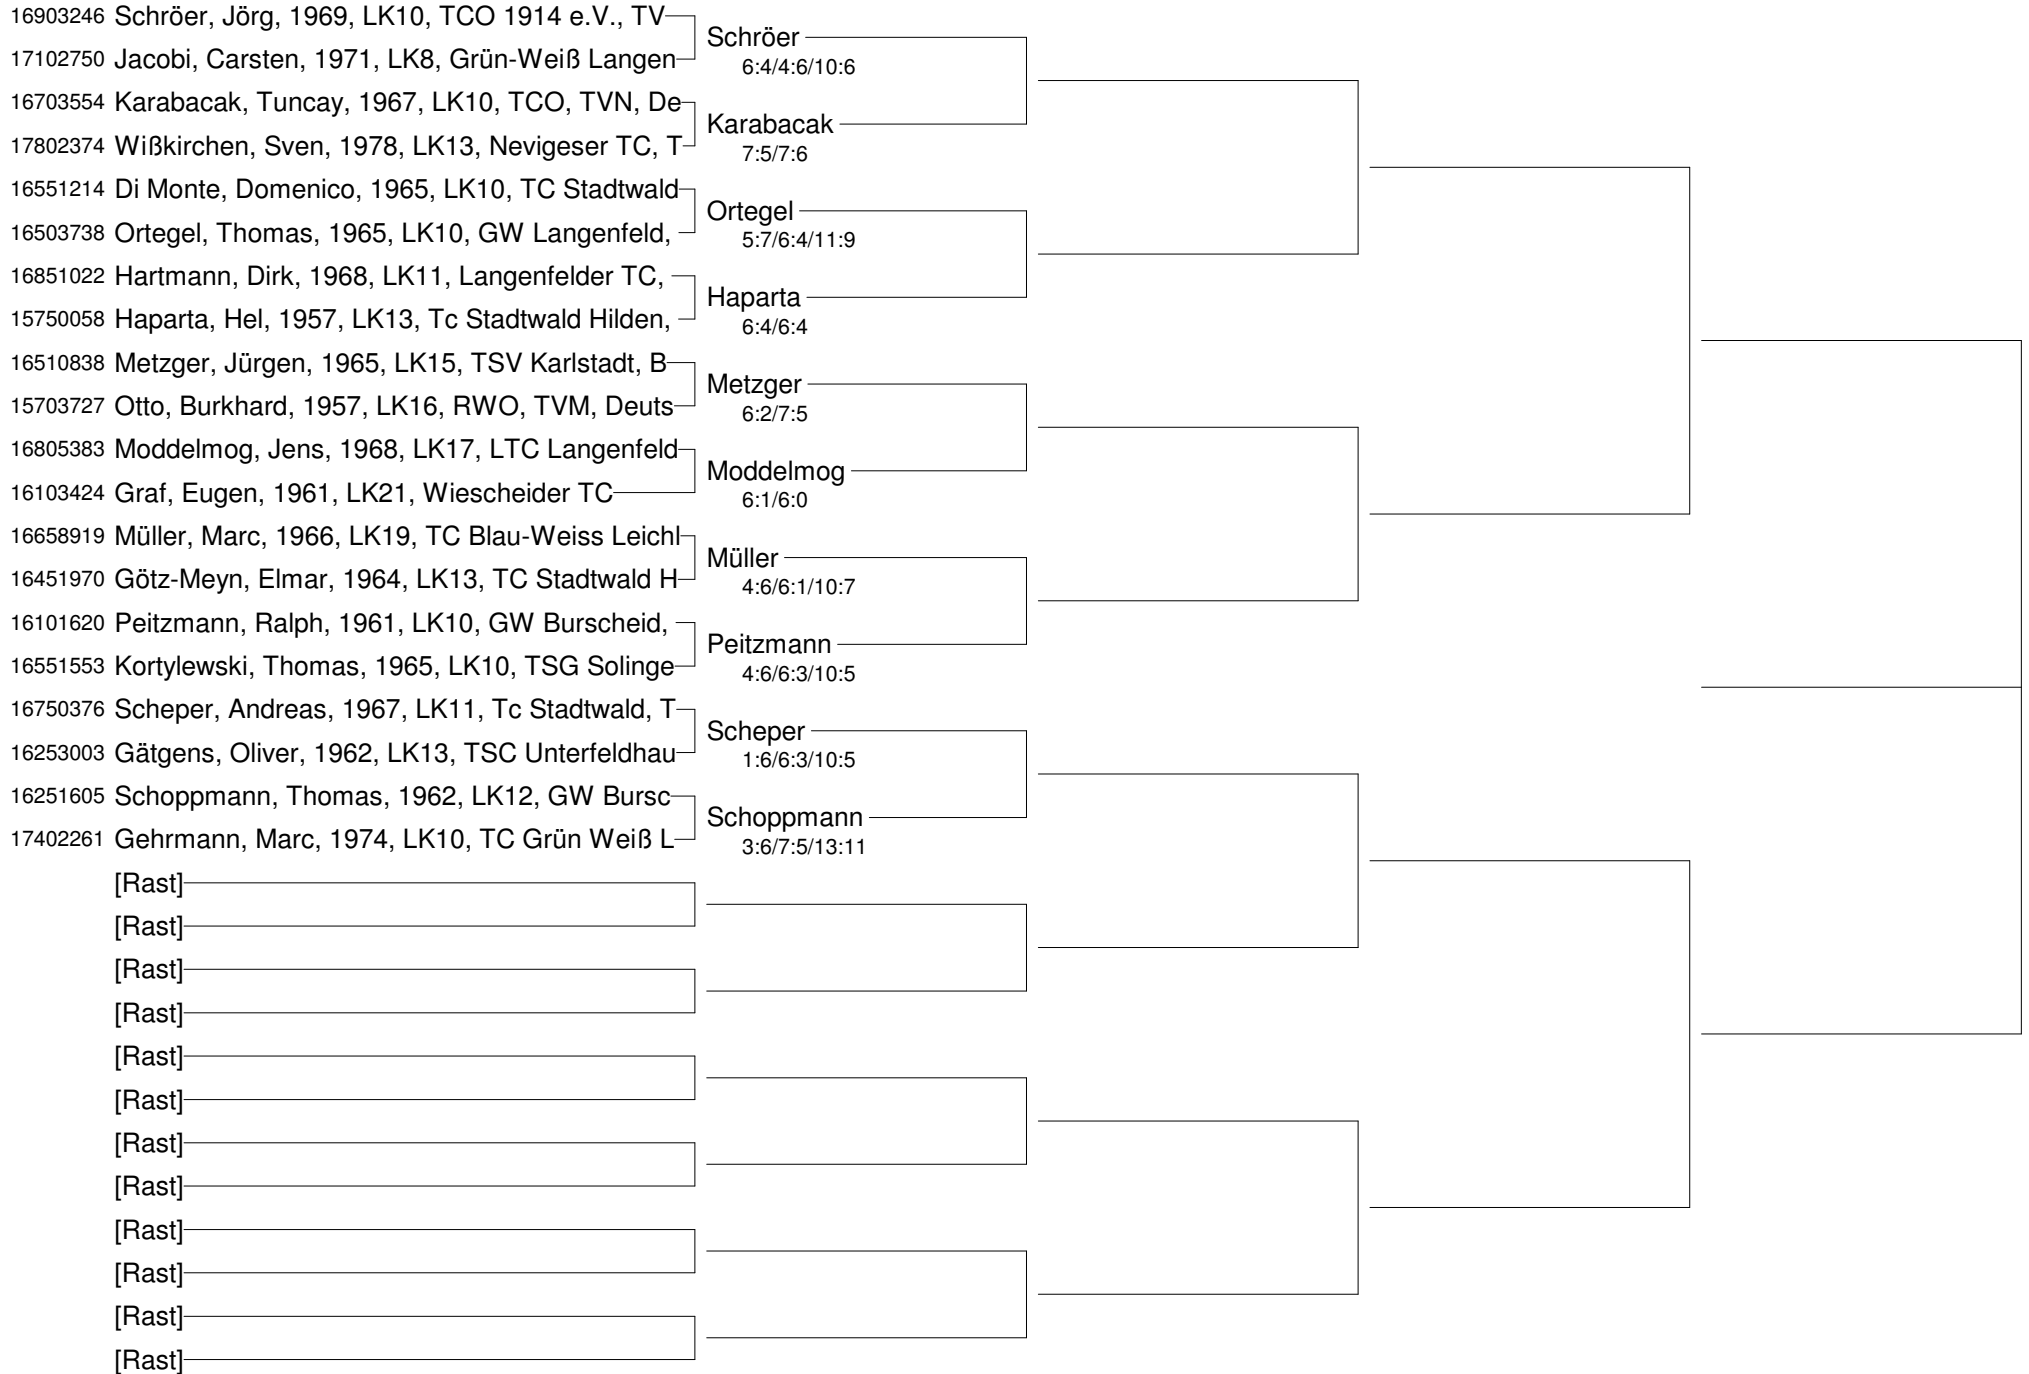 16903246 Schröer, Jörg, 1969, LK10, TCO 1914 e.V., TV
Schröer
6:4/4:6/10:6
17102750 Jacobi, Carsten, 1971, LK8, Grün-Weiß Langen
16703554 Karabacak, Tuncay, 1967, LK10, TCO, TVN, De
Karabacak
7:5/7:6
17802374 Wißkirchen, Sven, 1978, LK13, Nevigeser TC, T
16551214 Di Monte, Domenico, 1965, LK10, TC Stadtwald
Ortegel
5:7/6:4/11:9
16503738 Ortegel, Thomas, 1965, LK10, GW Langenfeld,
16851022 Hartmann, Dirk, 1968, LK11, Langenfelder TC,
Haparta
6:4/6:4
15750058 Haparta, Hel, 1957, LK13, Tc Stadtwald Hilden,
16510838 Metzger, Jürgen, 1965, LK15, TSV Karlstadt, B
Metzger
6:2/7:5
15703727 Otto, Burkhard, 1957, LK16, RWO, TVM, Deuts
16805383 Moddelmog, Jens, 1968, LK17, LTC Langenfeld
Moddelmog
6:1/6:0
16103424 Graf, Eugen, 1961, LK21, Wiescheider TC
16658919 Müller, Marc, 1966, LK19, TC Blau-Weiss Leichl
Müller
4:6/6:1/10:7
16451970 Götz-Meyn, Elmar, 1964, LK13, TC Stadtwald H
16101620 Peitzmann, Ralph, 1961, LK10, GW Burscheid,
Peitzmann
4:6/6:3/10:5
16551553 Kortylewski, Thomas, 1965, LK10, TSG Solinge
16750376 Scheper, Andreas, 1967, LK11, Tc Stadtwald, T
Scheper
1:6/6:3/10:5
16253003 Gätgens, Oliver, 1962, LK13, TSC Unterfeldhau
16251605 Schoppmann, Thomas, 1962, LK12, GW Bursc
Schoppmann
3:6/7:5/13:11
17402261 Gehrmann, Marc, 1974, LK10, TC Grün Weiß L
[Rast]
[Rast]
[Rast]
[Rast]
[Rast]
[Rast]
[Rast]
[Rast]
[Rast]
[Rast]
[Rast]
[Rast]